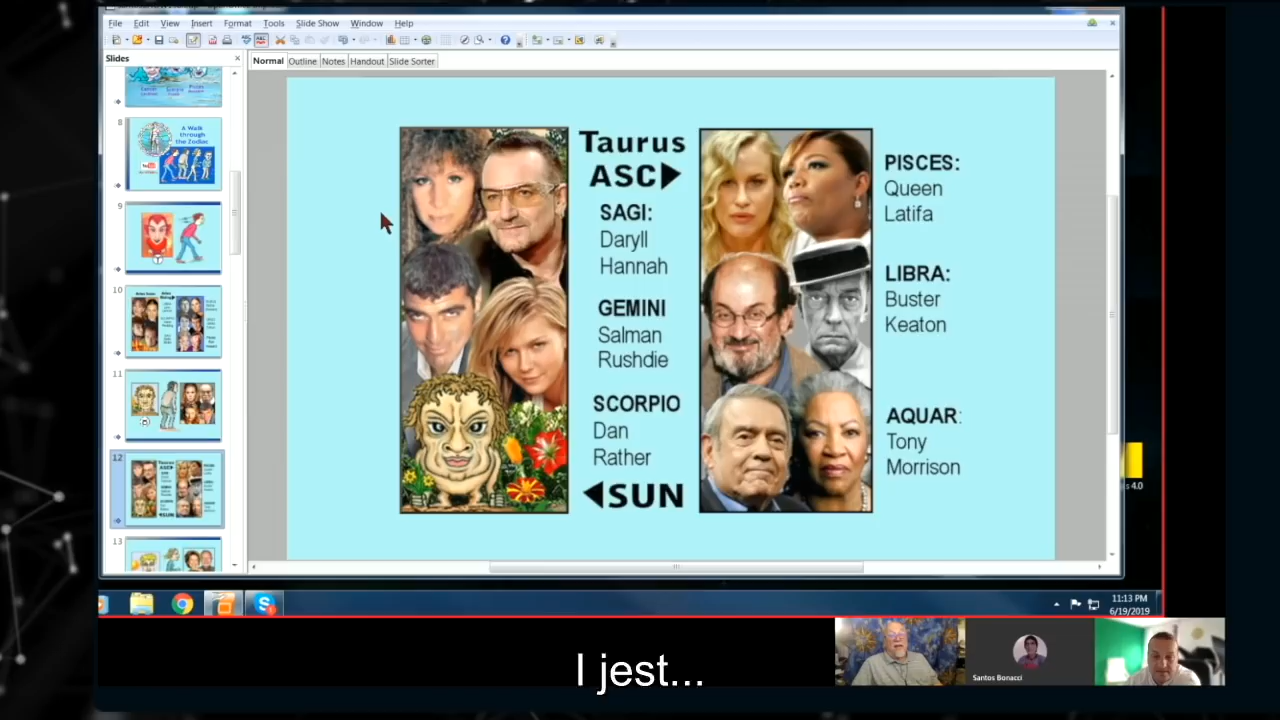 File Edit View Insert Format Tools Slide Show Window Help
Slides
Normal Outline Notes Handout Slide Sorter
8
A Walk
through
the Zodiac
9
10
11
12
13
Taurus
ASC▶
SAGI:
Daryll
Hannah
GEMINI
Salman
Rushdie
SCORPIO
Dan
Rather
◀SUN
PISCES:
Queen
Latifa
LIBRA:
Buster
Keaton
AQUAR:
Tony
Morrison
s 4.0
11:13 PM
6/19/2019
Santos Bonacci
I jest...